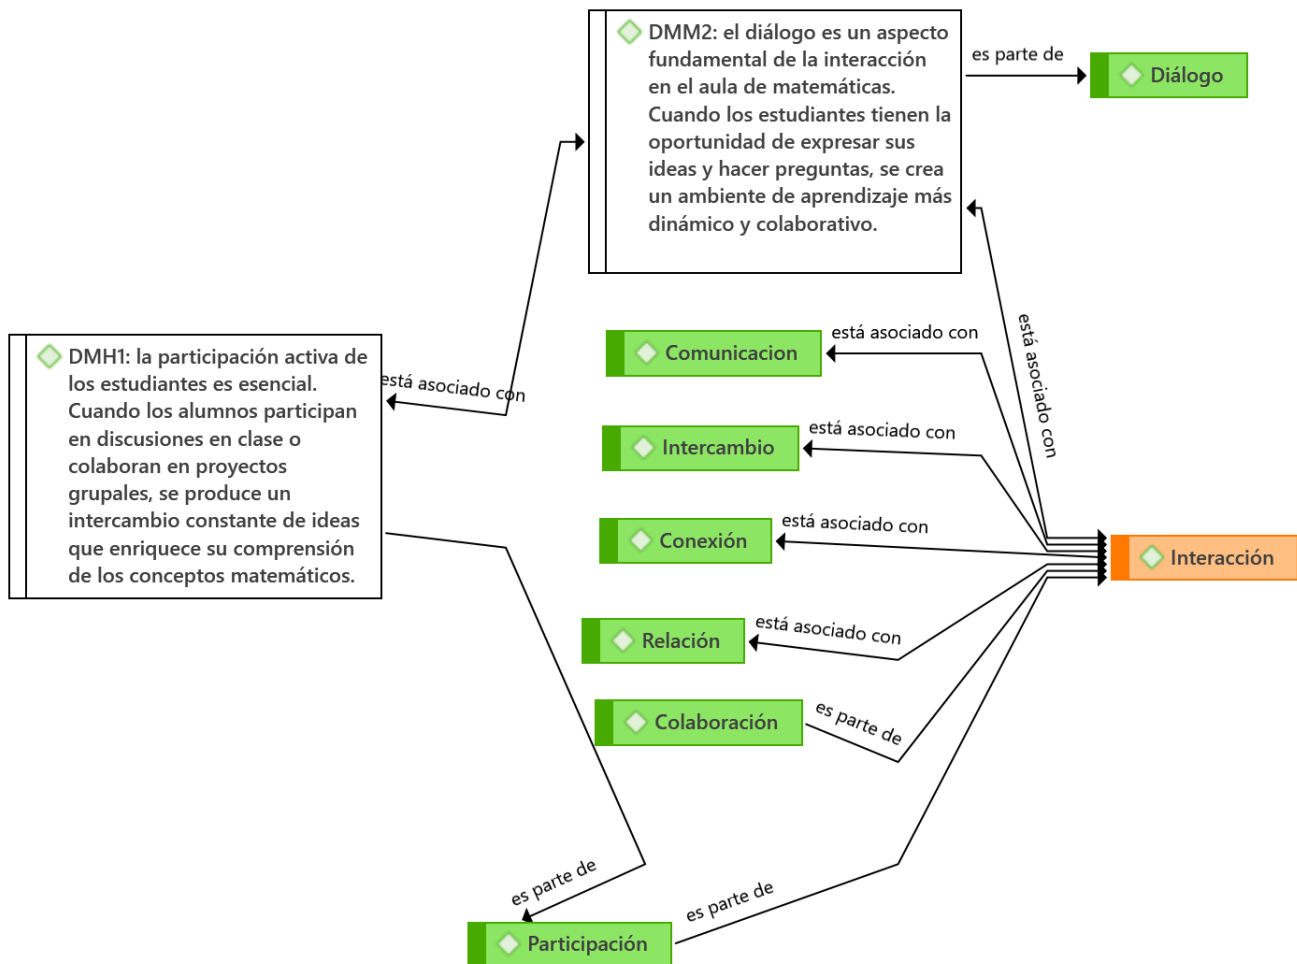 DMM2: el diálogo es un aspecto
fundamental de la interacción
en el aula de matemáticas.
Cuando los estudiantes tienen la
oportunidad de expresar sus
ideas y hacer preguntas, se crea
un ambiente de aprendizaje más
dinámico y colaborativo.
es parte de
Diálogo
DMH1: la participación activa de
los estudiantes es esencial.
Cuando los alumnos participan
en discusiones en clase o
colaboran en proyectos
grupales, se produce un
intercambio constante de ideas
que enriquece su comprensión
de los conceptos matemáticos.
está asociado con
Comunicacion
está asociado con
está asociado con
Intercambio
está asociado con
Conexión
está asociado con
Interacción
Relación
está asociado con
Colaboración
es parte de
es parte de
Participación
es parte de